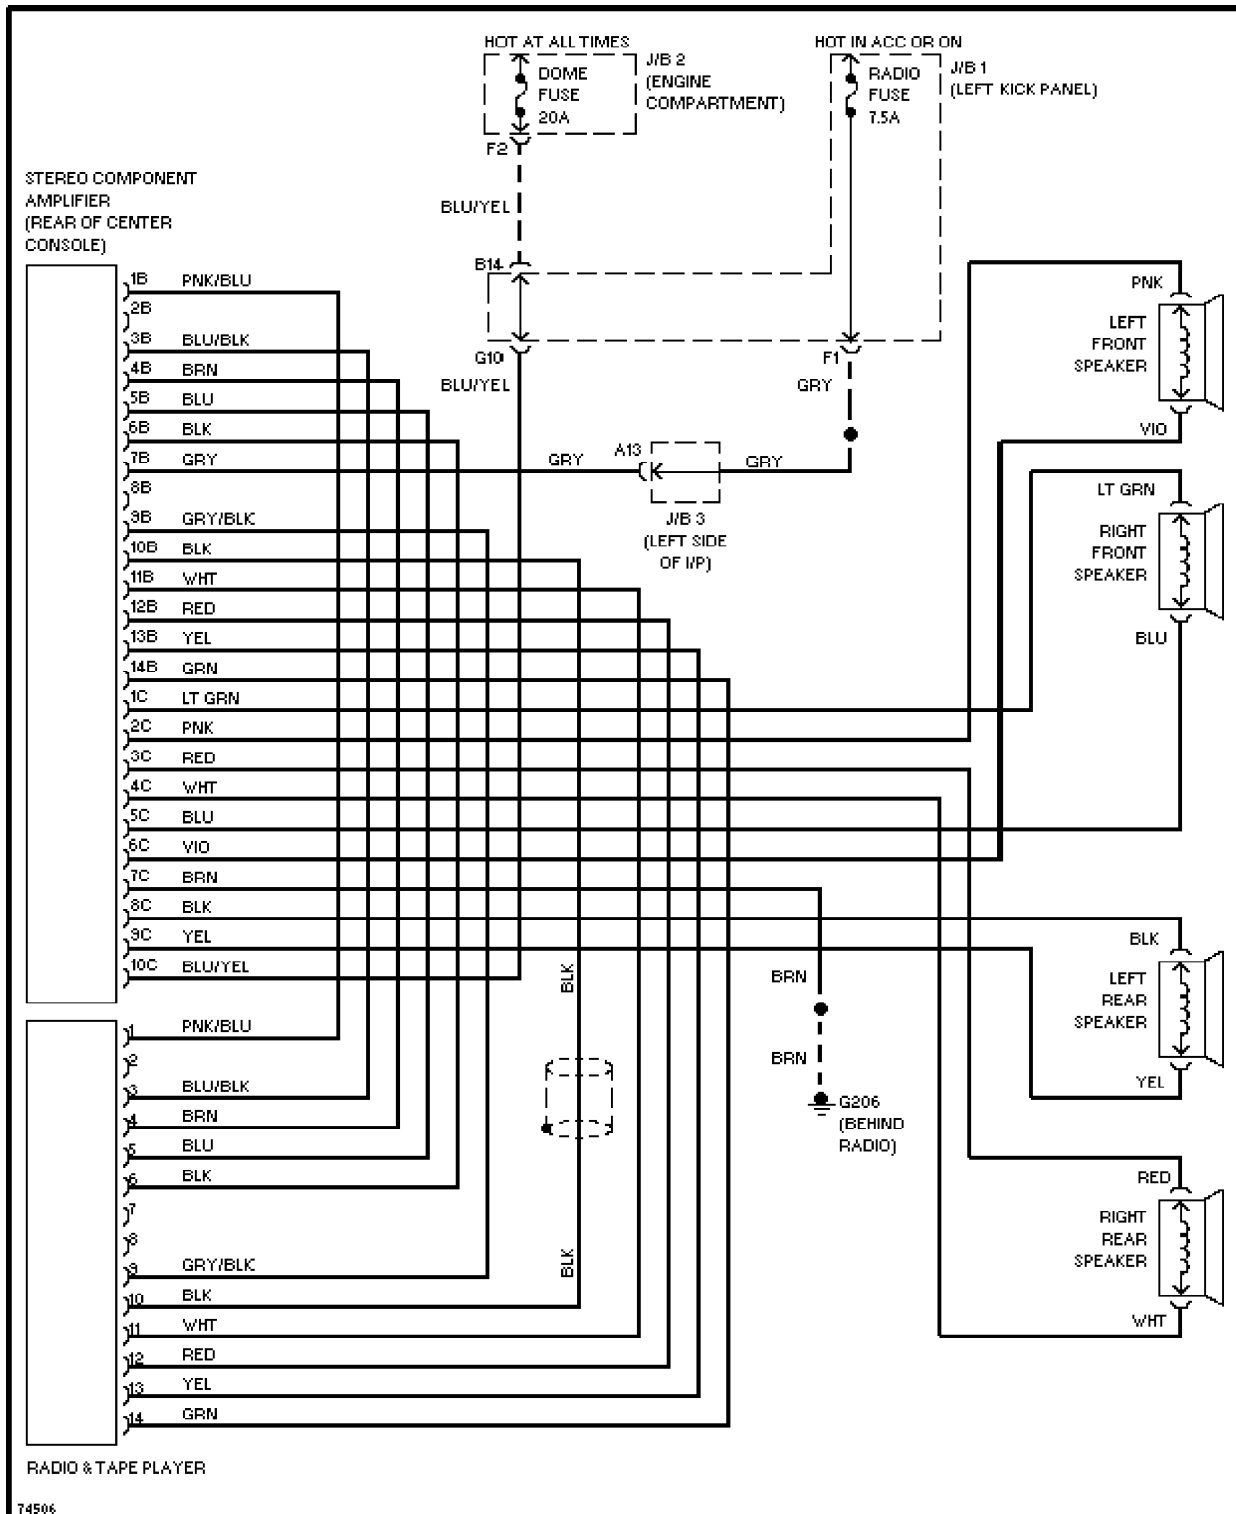 HOT AT ALL TIMES
HOT IN ACC OR ON
DOME
FUSE
20A
J/B 2
(ENGINE
COMPARTMENT)
RADIO
FUSE
7.5A
J/B 1
(LEFT KICK PANEL)
F2
BLU/YEL
B14
G10
BLU/YEL
F1
GRY
STEREO COMPONENT
AMPLIFIER
(REAR OF CENTER
CONSOLE)
1B PNK/BLU
2B
3B BLU/BLK
4B BRN
5B BLU
6B BLK
7B GRY
8B
9B GRY/BLK
10B BLK
11B WHT
12B RED
13B YEL
14B GRN
1C LT GRN
2C PNK
3C RED
4C WHT
5C BLU
6C VIO
7C BRN
8C BLK
9C YEL
10C BLU/YEL
GRY
A13
GRY
J/B 3
(LEFT SIDE
OF I/P)
PNK
LEFT
FRONT
SPEAKER
VIO
LT GRN
RIGHT
FRONT
SPEAKER
BLU
BLK
LEFT
REAR
SPEAKER
YEL
RED
RIGHT
REAR
SPEAKER
WHT
BLK
BLK
BRN
BRN
G206
(BEHIND
RADIO)
1 PNK/BLU
2
3 BLU/BLK
4 BRN
5 BLU
6 BLK
7
8
9 GRY/BLK
10 BLK
11 WHT
12 RED
13 YEL
14 GRN
RADIO & TAPE PLAYER
74506